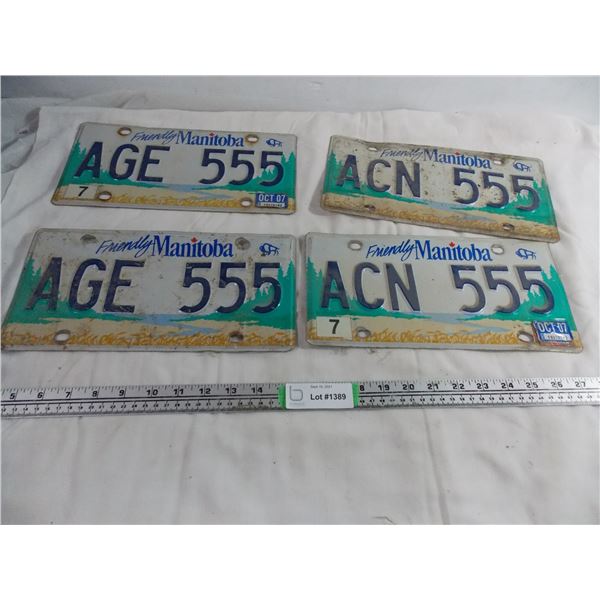 Friendly Manitoba
AGE 555
7
OCT 07
Friendly Manitoba
ACN 555
Friendly Manitoba
AGE 555
Friendly Manitoba
ACN 555
7
OCT 07
5 6 7 8 9 10 11 12 13 14
8 19 20 21 22 23 24 25 26 27
Lot #1389